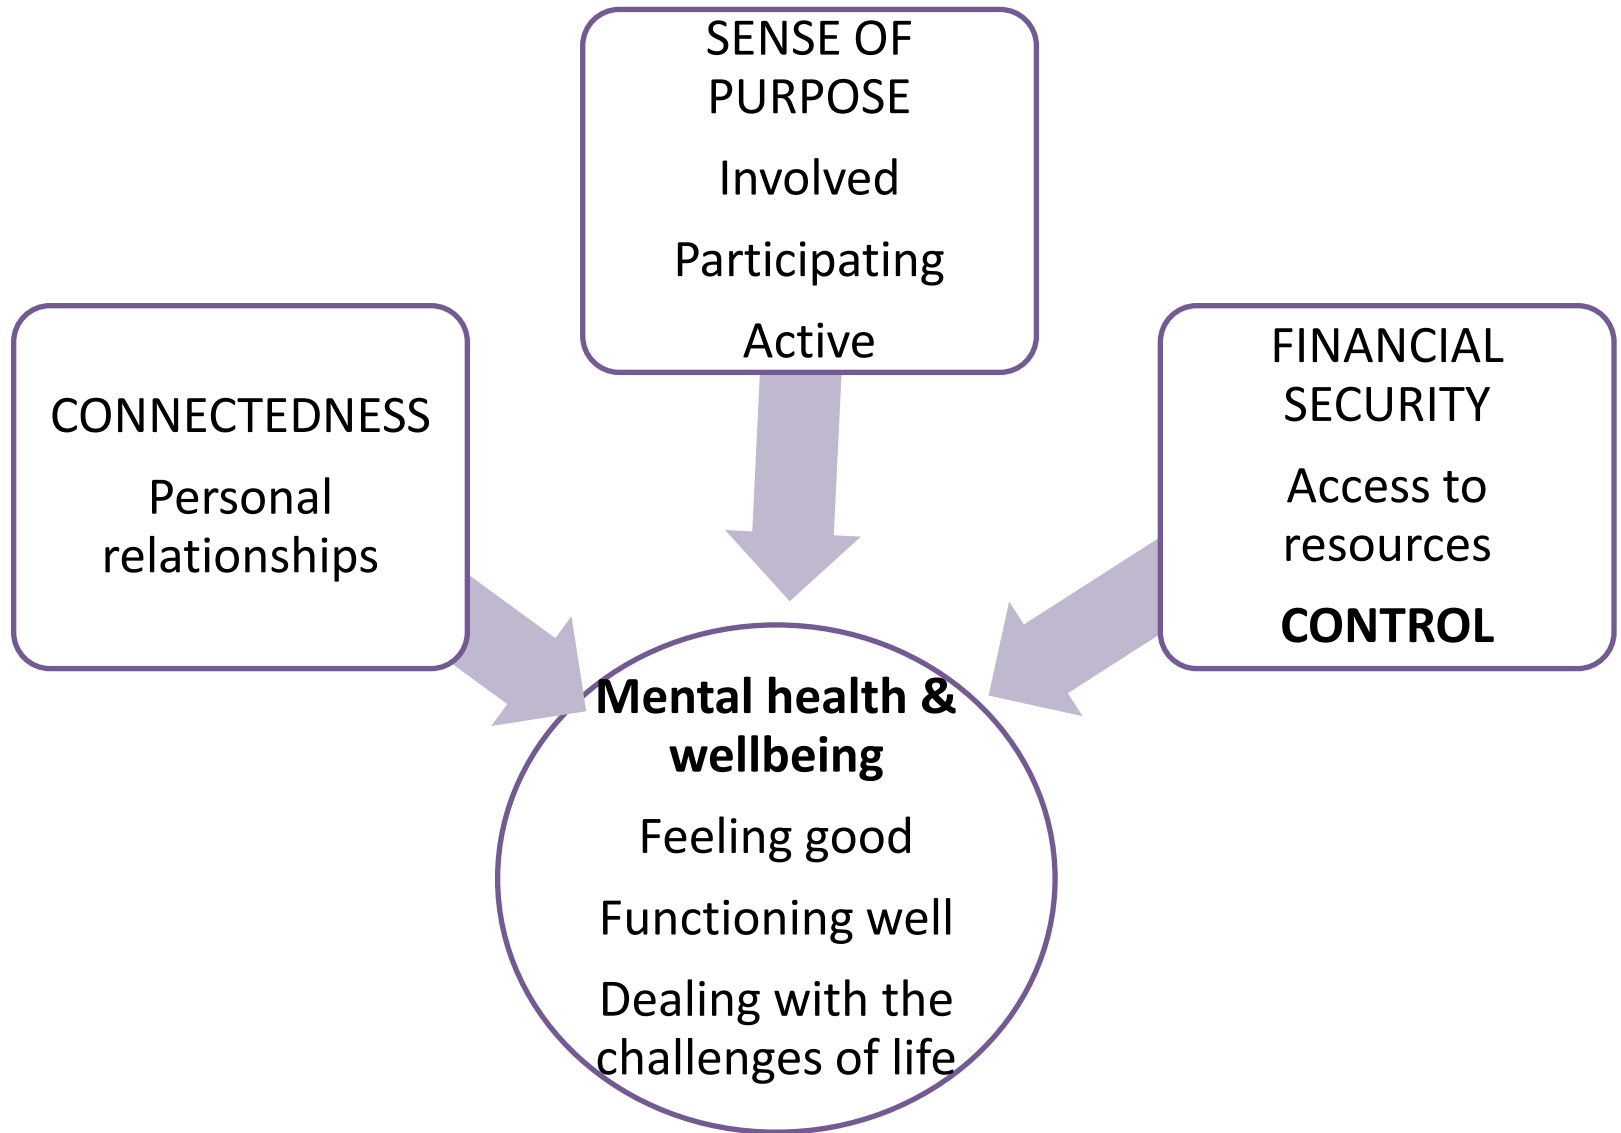 SENSE OF
PURPOSE
Involved
Participating
Active
CONNECTEDNESS
Personal
relationships
FINANCIAL
SECURITY
Access to
resources
CONTROL
Mental health &
wellbeing
Feeling good
Functioning well
Dealing with the
challenges of life